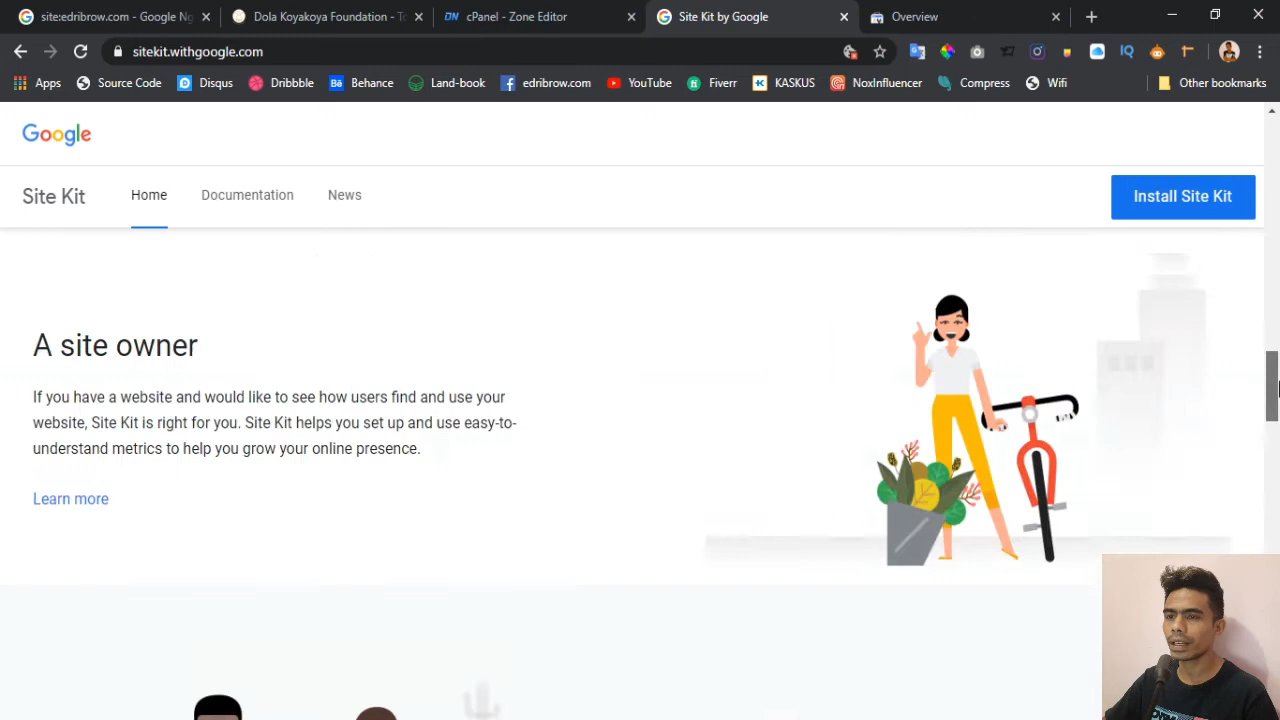 site:edribrow.com - Google Ng
Dola Koyakoya Foundation - To
DN cPanel - Zone Editor
Site Kit by Google
Overview
sitekit.withgoogle.com
Apps
Source Code
Disqus
Dribbble
Behance
Land-book
edribrow.com
YouTube
Fiverr
KASKUS
NoxInfluencer
Compress
Wifi
Other bookmarks
Google
Site Kit
Home
Documentation
News
Install Site Kit
A site owner
If you have a website and would like to see how users find and use your
website, Site Kit is right for you. Site Kit helps you set up and use easy-to-
understand metrics to help you grow your online presence.
Learn more